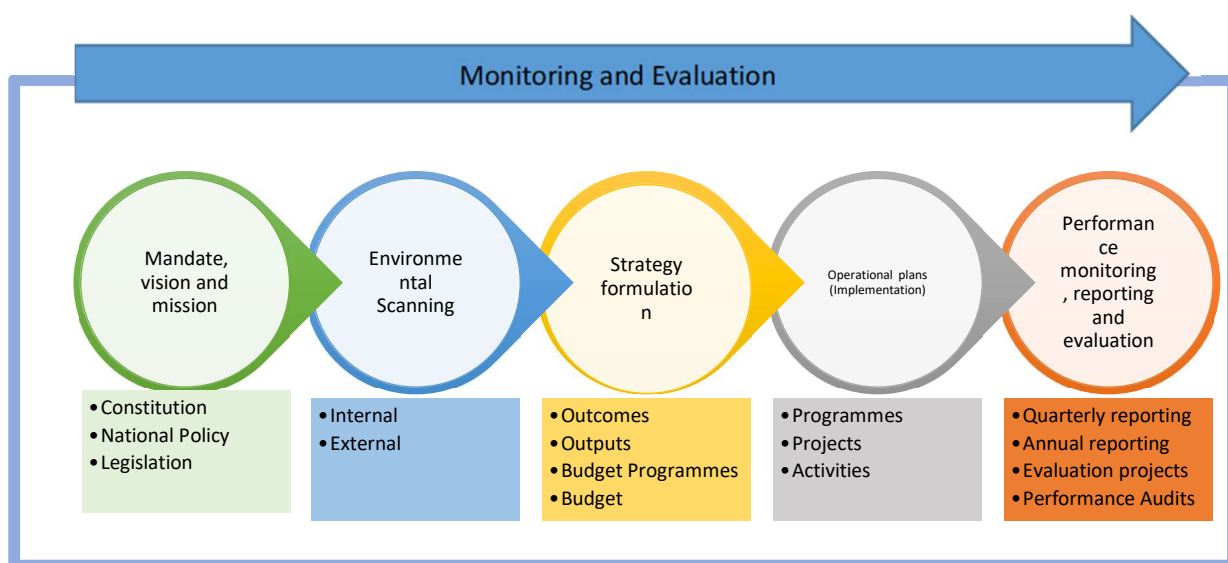 Monitoring and Evaluation
Mandate,
vision and
mission
Environme
ntal
Scanning
Strategy
formulatio
n
Operational plans
(Implementation)
Performan
ce
monitoring
, reporting
and
evaluation
•Constitution
•National Policy
•Legislation
•Internal
•External
•Outcomes
•Outputs
•Budget Programmes
•Budget
•Programmes
•Projects
•Activities
•Quarterly reporting
•Annual reporting
•Evaluation projects
•Performance Audits